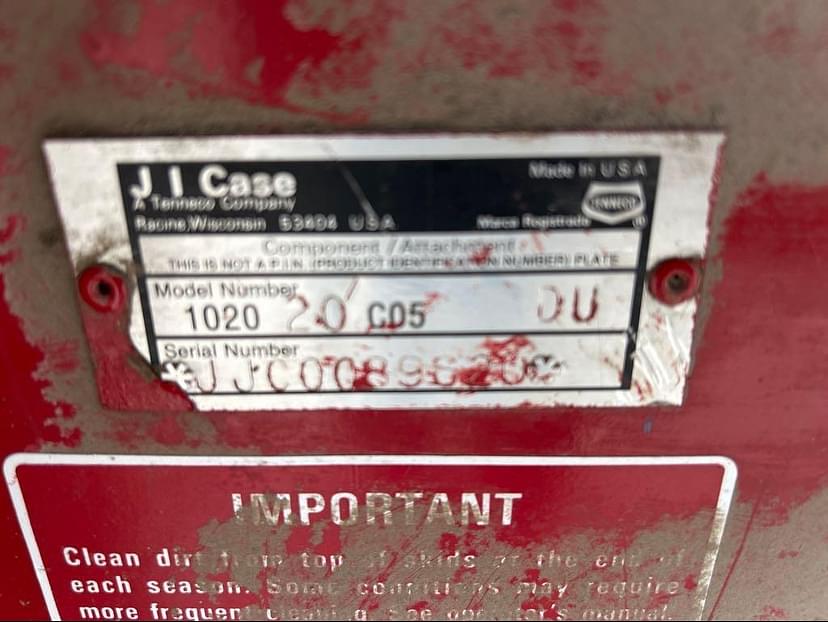 J I Case
Made in U S A
A Tenneco Company
TENNECO
Racine, Wisconsin 53404 U S A
Marca Registrada ®
Component / Attachment
THIS IS NOT A P.I.N. (PRODUCT IDENTIFICATION NUMBER) PLATE
Model Number
1020 20 C05 DU
Serial Number
IMPORTANT
Clean dirt from top of skids at the end of
each season. Some conditions may require
more frequent cleaning. See operator's manual.